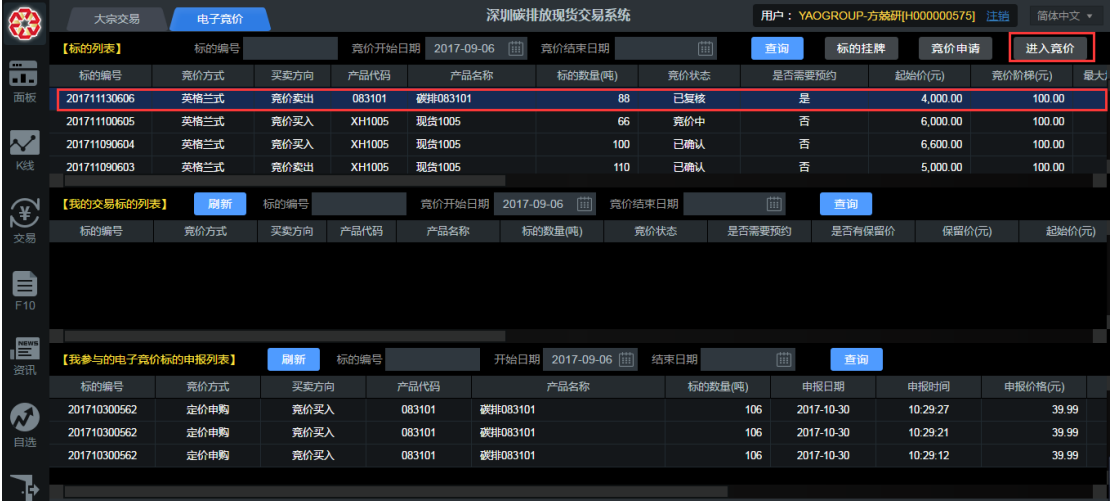 大宗交易 电子竞价 深圳碳排放现货交易系统 用户： YAOGROUP-方装研[H000000575] 注销 简体中文
【标的列表】 标的编号 竞价开始日期 2017-09-06 竞价结束日期 查询 标的挂牌 竞价申请 进入竞价
标的编号 竞价方式 买卖方向 产品代码 产品名称 标的数量(吨) 竞价状态 是否需要预约 起始价(元) 竞价阶梯(元) 最大
201711130606 英格兰式 竞价卖出 083101 碳排083101 88 已复核 是 4,000.00 100.00
201711100605 英格兰式 竞价买入 XH1005 现货1005 66 竞价中 否 6,000.00 100.00
201711090604 英格兰式 竞价买入 XH1005 现货1005 100 已确认 否 6,600.00 100.00
201711090603 英格兰式 竞价卖出 XH1005 现货1005 110 已确认 否 5,000.00 100.00
【我的交易标的列表】 刷新 标的编号 竞价开始日期 2017-09-06 竞价结束日期 查询
标的编号 竞价方式 买卖方向 产品代码 产品名称 标的数量(吨) 竞价状态 是否需要预约 是否有保留价 保留价(元) 起始价(元)
【我参与的电子竞价标的申报列表】 刷新 标的编号 开始日期 2017-09-06 结束日期 查询
标的编号 竞价方式 买卖方向 产品代码 产品名称 标的数量(吨) 申报日期 申报时间 申报价格(元)
201710300562 定价申购 竞价买入 083101 碳排083101 106 2017-10-30 10:29:27 39.99
201710300562 定价申购 竞价买入 083101 碳排083101 106 2017-10-30 10:29:21 39.99
201710300562 定价申购 竞价买入 083101 碳排083101 106 2017-10-30 10:29:12 39.99
面板
K线
交易
F10
NEWS
资讯
自选